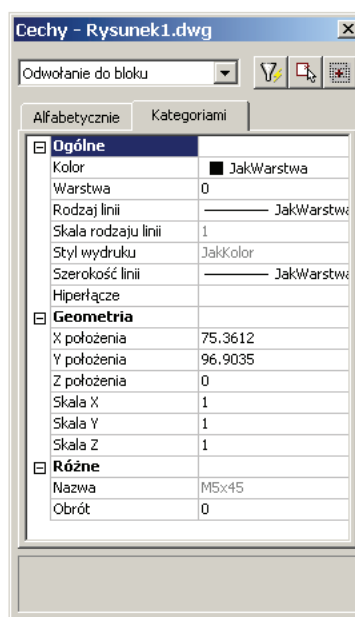 Cechy - Rysunek1.dwg
Odwołanie do bloku
Alfabetycznie Kategoriami
Ogólne
Kolor JakWarstwa
Warstwa 0
Rodzaj linii JakWarstwa
Skala rodzaju linii 1
Styl wydruku JakKolor
Szerokość linii JakWarstwa
Hiperłącze
Geometria
X położenia 75.3612
Y położenia 96.9035
Z położenia 0
Skala X 1
Skala Y 1
Skala Z 1
Różne
Nazwa M5x45
Obrót 0